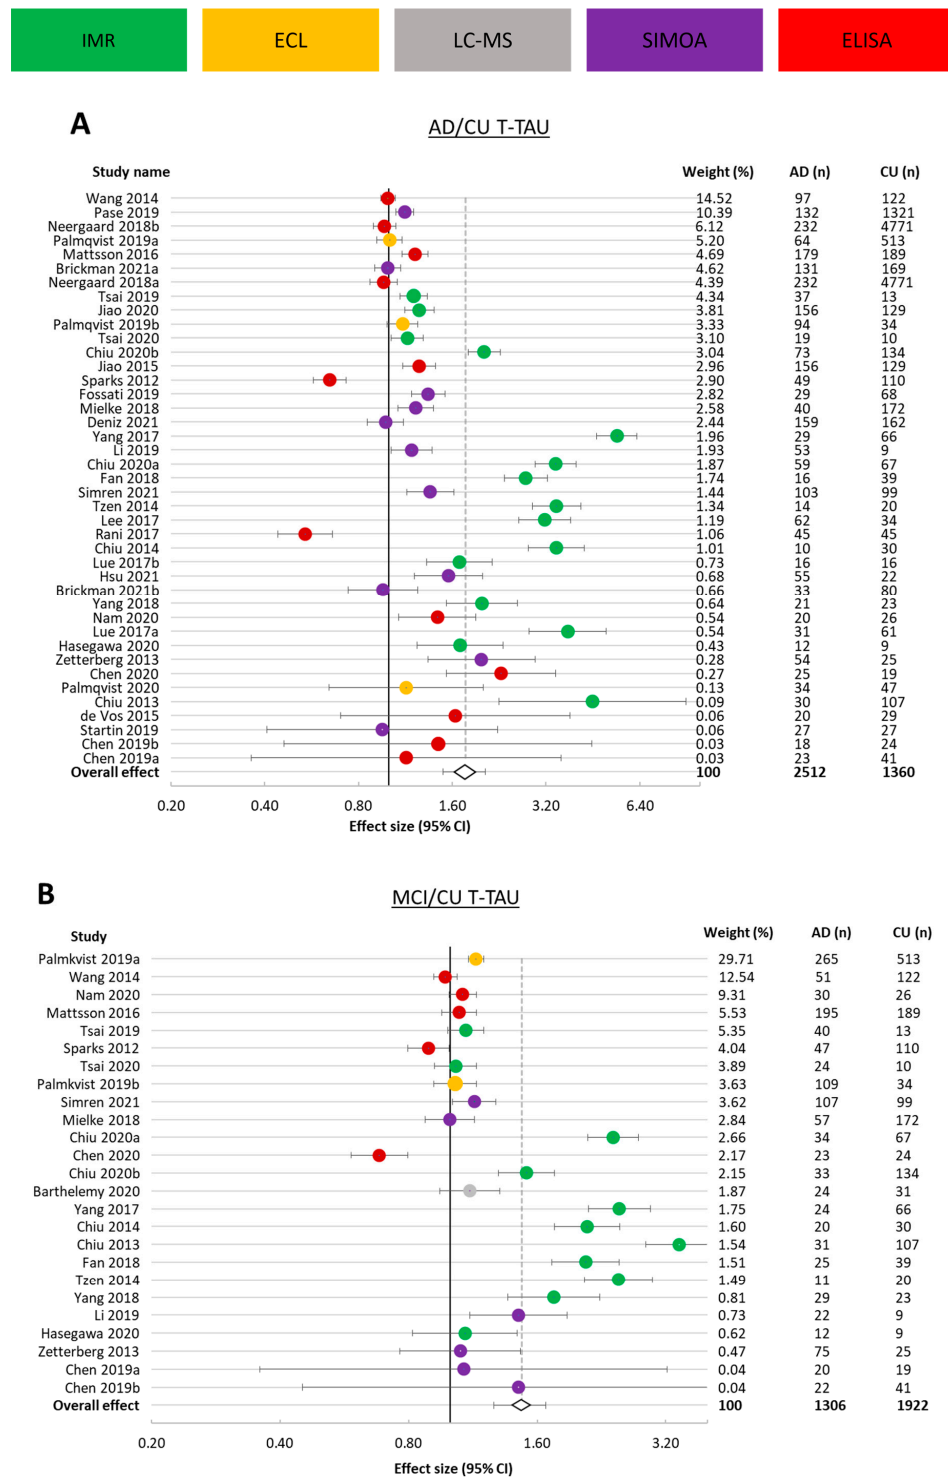 IMR ECL LC-MS SIMOA ELISA
A
AD/CU T-TAU
Study name Weight (%) AD (n) CU (n)
Wang 2014 14.52 97 122
Pase 2019 10.39 132 1321
Neergaard 2018b 6.12 232 4771
Palmqvist 2019a 5.20 64 513
Mattsson 2016 4.69 179 189
Brickman 2021a 4.62 131 169
Neergaard 2018a 4.39 232 4771
Tsai 2019 4.34 37 13
Jiao 2020 3.81 156 129
Palmqvist 2019b 3.33 94 34
Tsai 2020 3.10 19 10
Chiu 2020b 3.04 73 134
Jiao 2015 2.96 156 129
Sparks 2012 2.90 49 110
Fossati 2019 2.82 29 68
Mielke 2018 2.58 40 172
Deniz 2021 2.44 159 162
Yang 2017 1.96 29 66
Li 2019 1.93 53 9
Chiu 2020a 1.87 59 67
Fan 2018 1.74 16 39
Simren 2021 1.44 103 99
Tzen 2014 1.34 14 20
Lee 2017 1.19 62 34
Rani 2017 1.06 45 45
Chiu 2014 1.01 10 30
Lue 2017b 0.73 16 16
Hsu 2021 0.68 55 22
Brickman 2021b 0.66 33 80
Yang 2018 0.64 21 23
Nam 2020 0.54 20 26
Lue 2017a 0.54 31 61
Hasegawa 2020 0.43 12 9
Zetterberg 2013 0.28 54 25
Chen 2020 0.27 25 19
Palmqvist 2020 0.13 34 47
Chiu 2013 0.09 30 107
de Vos 2015 0.06 20 29
Startin 2019 0.06 27 27
Chen 2019b 0.03 18 24
Chen 2019a 0.03 23 41
Overall effect 100 2512 1360
0.20 0.40 0.80 1.60 3.20 6.40
Effect size (95% CI)
B
MCI/CU T-TAU
Study Weight (%) AD (n) CU (n)
Palmkvist 2019a 29.71 265 513
Wang 2014 12.54 51 122
Nam 2020 9.31 30 26
Mattsson 2016 5.53 195 189
Tsai 2019 5.35 40 13
Sparks 2012 4.04 47 110
Tsai 2020 3.89 24 10
Palmkvist 2019b 3.63 109 34
Simren 2021 3.62 107 99
Mielke 2018 2.84 57 172
Chiu 2020a 2.66 34 67
Chen 2020 2.17 23 24
Chiu 2020b 2.15 33 134
Barthelemy 2020 1.87 24 31
Yang 2017 1.75 24 66
Chiu 2014 1.60 20 30
Chiu 2013 1.54 31 107
Fan 2018 1.51 25 39
Tzen 2014 1.49 11 20
Yang 2018 0.81 29 23
Li 2019 0.73 22 9
Hasegawa 2020 0.62 12 9
Zetterberg 2013 0.47 75 25
Chen 2019a 0.04 20 19
Chen 2019b 0.04 22 41
Overall effect 100 1306 1922
0.20 0.40 0.80 1.60 3.20
Effect size (95% CI)